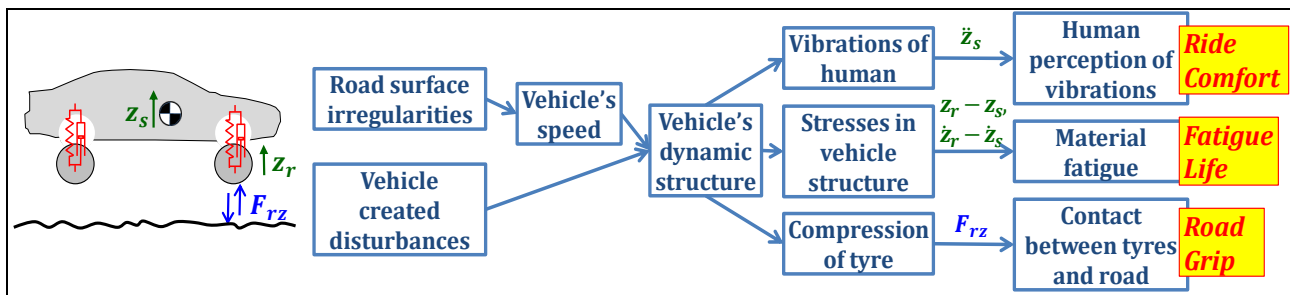 z_s
z_r
F_rz
Road surface
irregularities
Vehicle's
speed
Vehicle
created
disturbances
Vehicle's
dynamic
structure
Vibrations of
human
z̈_s
Human
perception of
vibrations
Ride
Comfort
Stresses in
vehicle
structure
z_r − z_s,
ż_r − ż_s
Material
fatigue
Fatigue
Life
Compression
of tyre
F_rz
Contact
between tyres
and road
Road
Grip